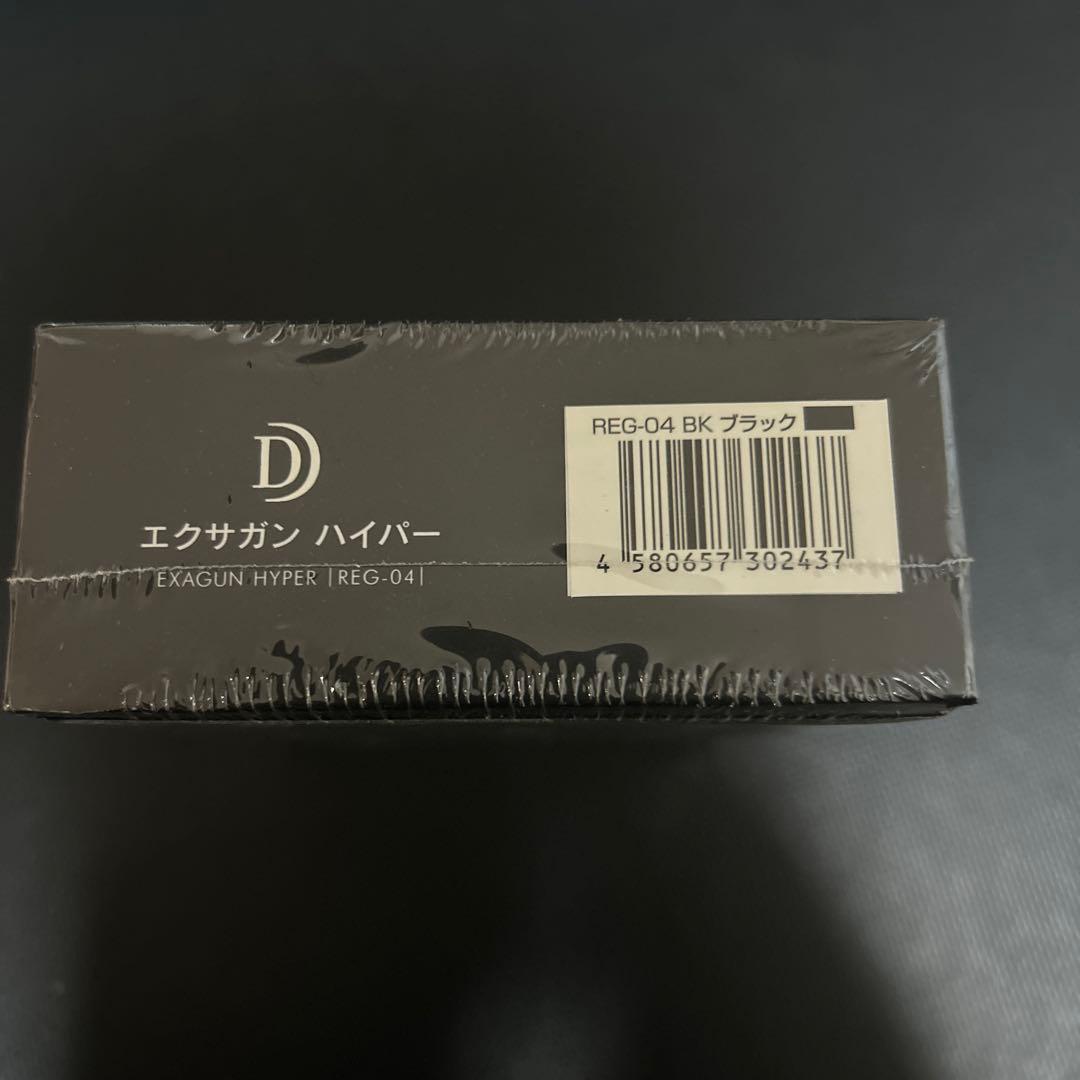 D
エクサガン ハイパー
EXAGUN HYPER |REG-04|
REG-04 BK ブラック
4 580657 302437